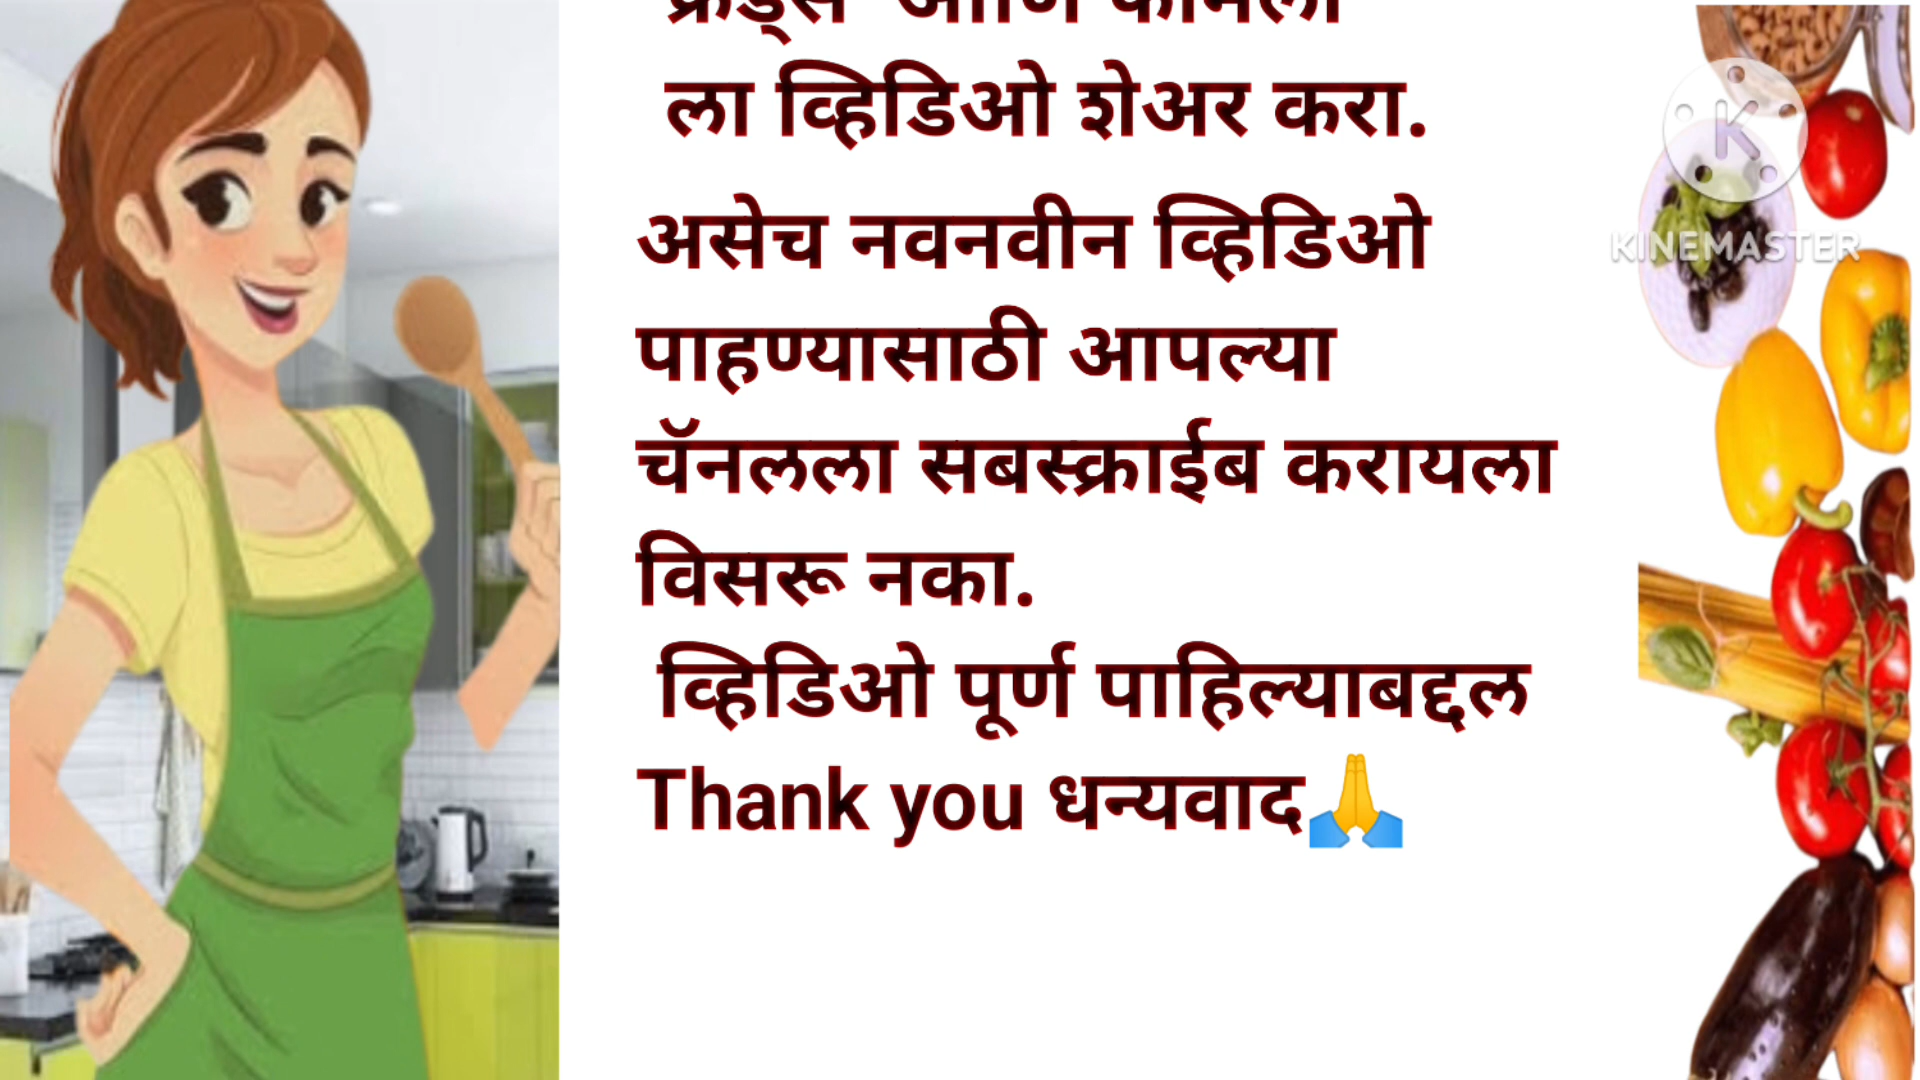 ला व्हिडिओ शेअर करा.
असेच नवनवीन व्हिडिओ
पाहण्यासाठी आपल्या
चॅनलला सबस्क्राईब करायला
विसरू नका.
व्हिडिओ पूर्ण पाहिल्याबद्दल
Thank you धन्यवाद🙏
K
KINEMASTER